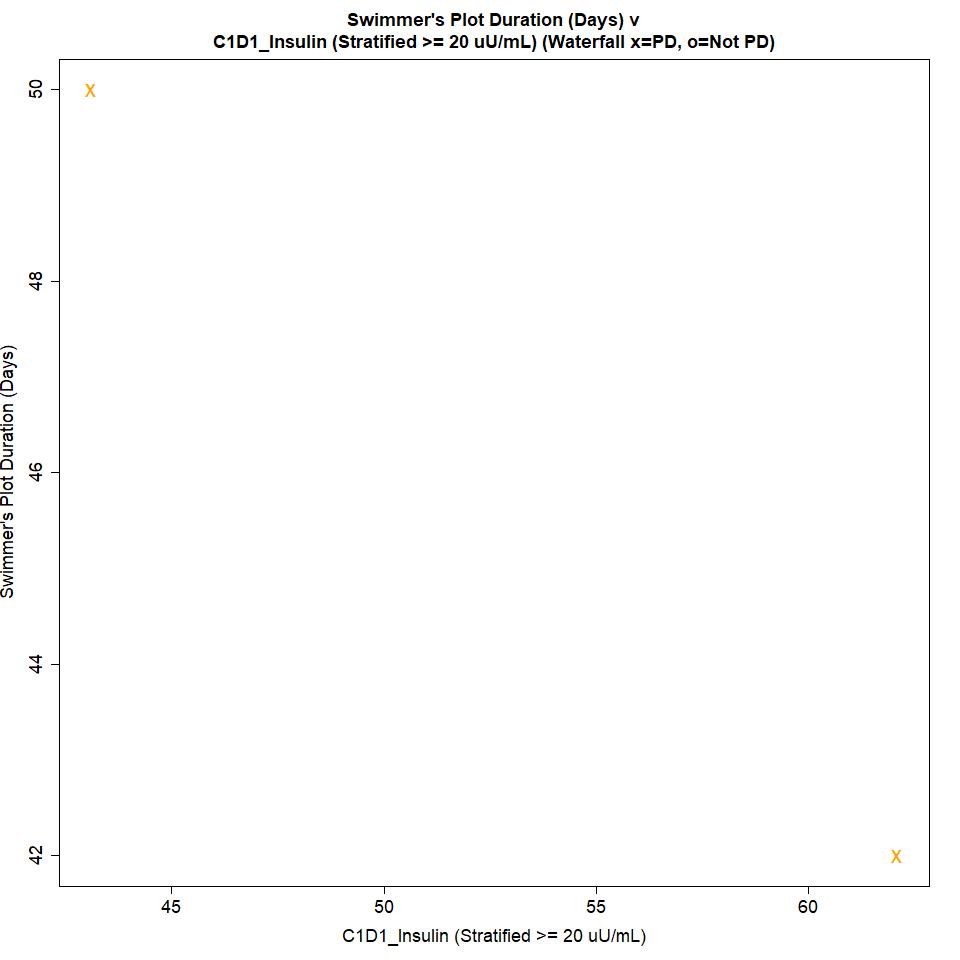 Swimmer's Plot Duration (Days) v
C1D1_Insulin (Stratified >= 20 uU/mL) (Waterfall x=PD, o=Not PD)
Swimmer's Plot Duration (Days)
50
48
46
44
42
X
X
45
50
55
60
C1D1_Insulin (Stratified >= 20 uU/mL)